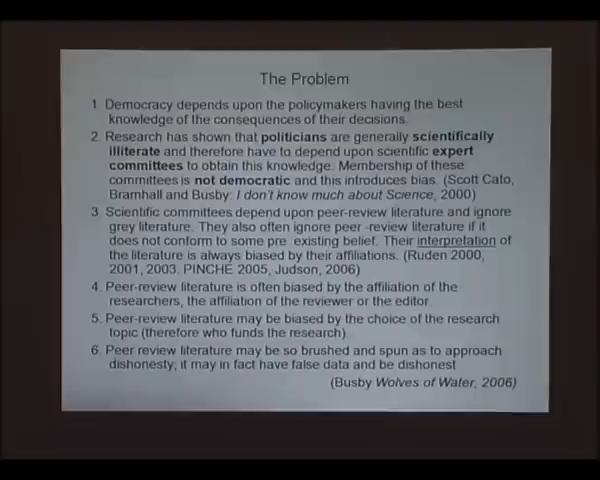 The Problem
1 Democracy depends upon the policymakers having the best
knowledge of the consequences of their decisions.
2. Research has shown that politicians are generally scientifically
illiterate and therefore have to depend upon scientific expert
committees to obtain this knowledge. Membership of these
committees is not democratic and this introduces bias. (Scott Cato,
Bramhall and Busby: I don't know much about Science, 2000)
3 Scientific committees depend upon peer-review literature and ignore
grey literature. They also often ignore peer -review literature if it
does not conform to some pre existing belief. Their interpretation of
the literature is always biased by their affiliations. (Ruden 2000,
2001, 2003. PINCHE 2005, Judson, 2006)
4. Peer-review literature is often biased by the affiliation of the
researchers, the affiliation of the reviewer or the editor.
5. Peer-review literature may be biased by the choice of the research
topic (therefore who funds the research).
6. Peer review literature may be so brushed and spun as to approach
dishonesty; it may in fact have false data and be dishonest
(Busby Wolves of Water, 2006)